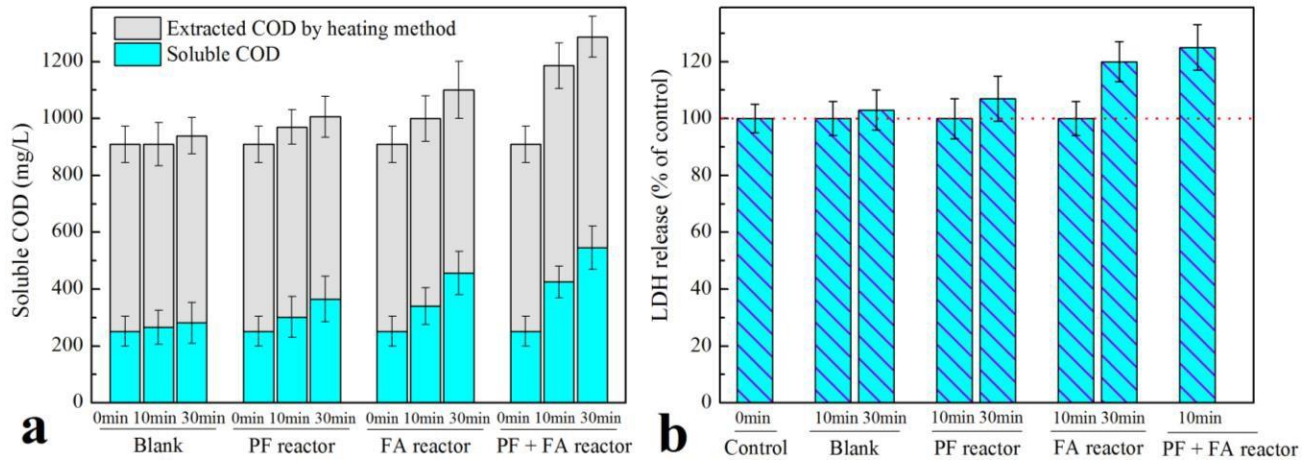 Extracted COD by heating method
Soluble COD
Soluble COD (mg/L)
1200
1000
800
600
400
200
0
0min 10min 30min 0min 10min 30min 0min 10min 30min 0min 10min 30min
Blank PF reactor FA reactor PF + FA reactor
a
LDH release (% of control)
120
100
80
60
40
20
0
0min 10min 30min 10min 30min 10min 30min 10min
Control Blank PF reactor FA reactor PF + FA reactor
b